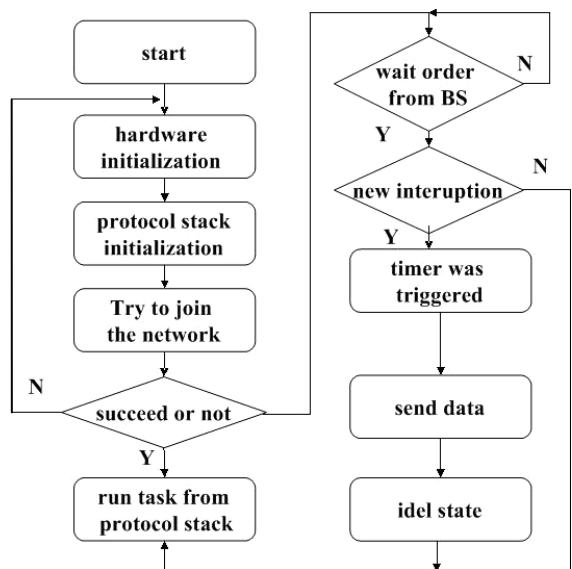 start
hardware
initialization
protocol stack
initialization
Try to join
the network
N
succeed or not
Y
run task from
protocol stack
wait order
from BS
N
Y
new interuption
N
Y
timer was
triggered
send data
idel state